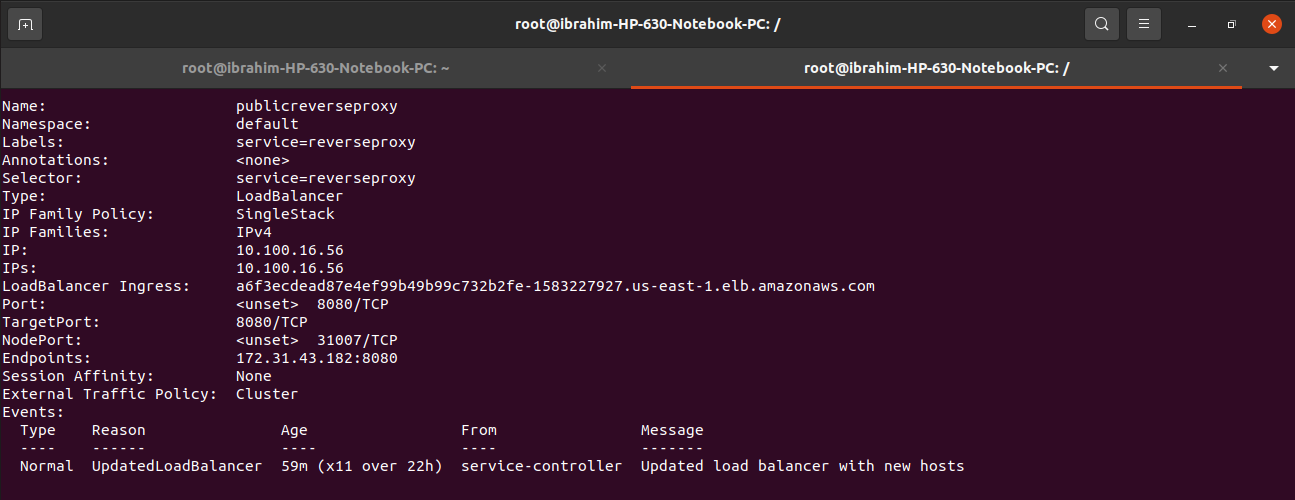 root@ibrahim-HP-630-Notebook-PC: /
root@ibrahim-HP-630-Notebook-PC: ~
root@ibrahim-HP-630-Notebook-PC: /
Name:                     publicreverseproxy
Namespace:                default
Labels:                   service=reverseproxy
Annotations:              <none>
Selector:                 service=reverseproxy
Type:                     LoadBalancer
IP Family Policy:         SingleStack
IP Families:              IPv4
IP:                       10.100.16.56
IPs:                      10.100.16.56
LoadBalancer Ingress:     a6f3ecdead87e4ef99b49b99c732b2fe-1583227927.us-east-1.elb.amazonaws.com
Port:                     <unset>  8080/TCP
TargetPort:               8080/TCP
NodePort:                 <unset>  31007/TCP
Endpoints:                172.31.43.182:8080
Session Affinity:         None
External Traffic Policy:  Cluster
Events:
  Type    Reason               Age                 From                Message
  ----    ------               ----                ----                -------
  Normal  UpdatedLoadBalancer  59m (x11 over 22h)  service-controller  Updated load balancer with new hosts